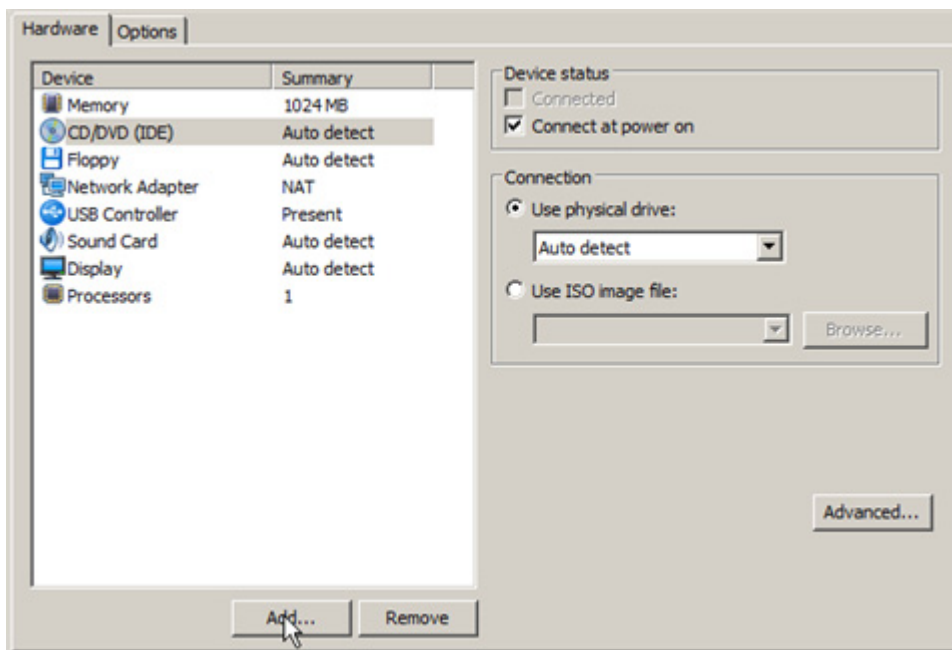 Hardware Options
Device Summary
Memory 1024 MB
CD/DVD (IDE) Auto detect
Floppy Auto detect
Network Adapter NAT
USB Controller Present
Sound Card Auto detect
Display Auto detect
Processors 1
Add... Remove
Device status
Connected
Connect at power on
Connection
Use physical drive:
Auto detect
Use ISO image file:
Browse...
Advanced...